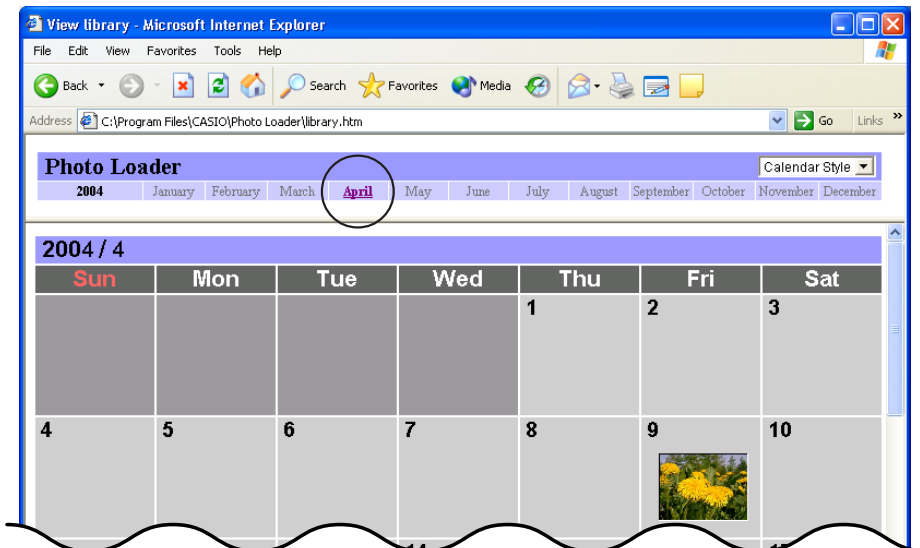 View library - Microsoft Internet Explorer
File Edit View Favorites Tools Help
Back Search Favorites Media
Address C:\Program Files\CASIO\Photo Loader\library.htm Go Links »
Photo Loader Calendar Style
2004 January February March April May June July August September October November December
2004 / 4
Sun Mon Tue Wed Thu Fri Sat
1 2 3
4 5 6 7 8 9 10